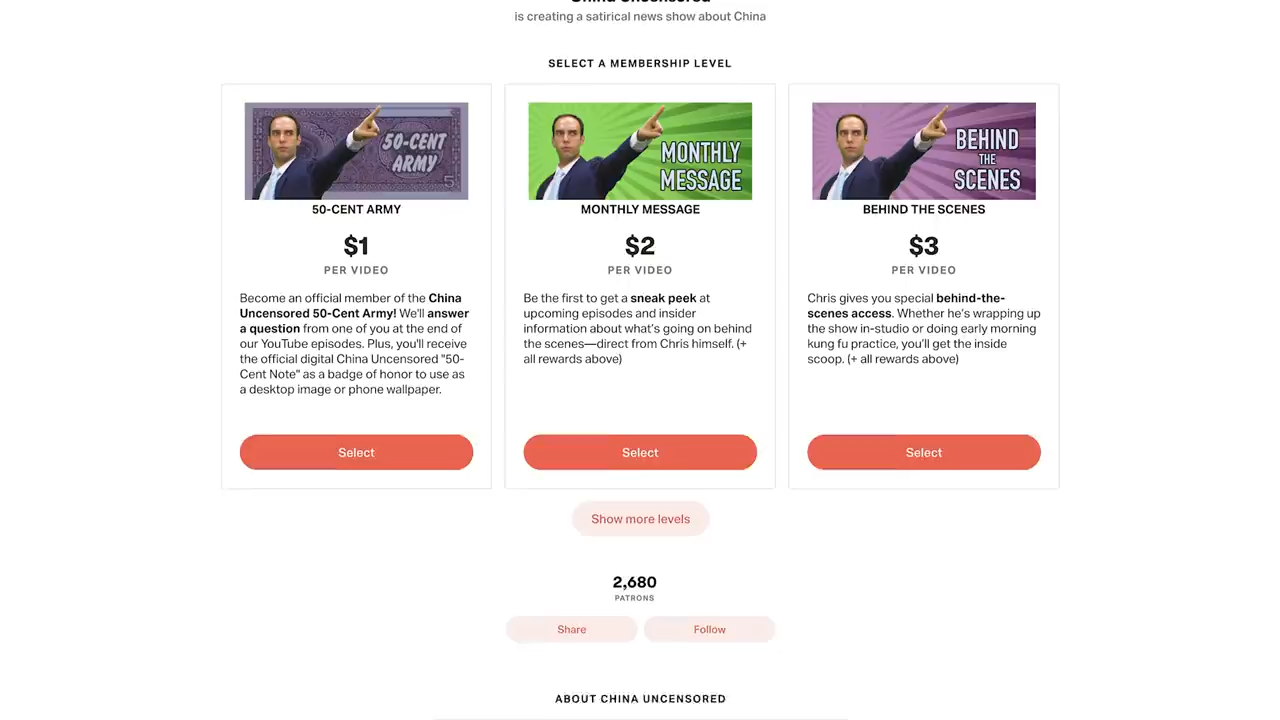 China Uncensored
is creating a satirical news show about China
SELECT A MEMBERSHIP LEVEL
50-CENT
ARMY
5
50-CENT ARMY
$1
PER VIDEO
Become an official member of the China
Uncensored 50-Cent Army! We'll answer
a question from one of you at the end of
our YouTube episodes. Plus, you'll receive
the official digital China Uncensored "50-
Cent Note" as a badge of honor to use as
a desktop image or phone wallpaper.
Select
MONTHLY
MESSAGE
MONTHLY MESSAGE
$2
PER VIDEO
Be the first to get a sneak peek at
upcoming episodes and insider
information about what's going on behind
the scenes—direct from Chris himself. (+
all rewards above)
Select
BEHIND
THE
SCENES
BEHIND THE SCENES
$3
PER VIDEO
Chris gives you special behind-the-
scenes access. Whether he's wrapping up
the show in-studio or doing early morning
kung fu practice, you'll get the inside
scoop. (+ all rewards above)
Select
Show more levels
2,680
PATRONS
Share
Follow
ABOUT CHINA UNCENSORED